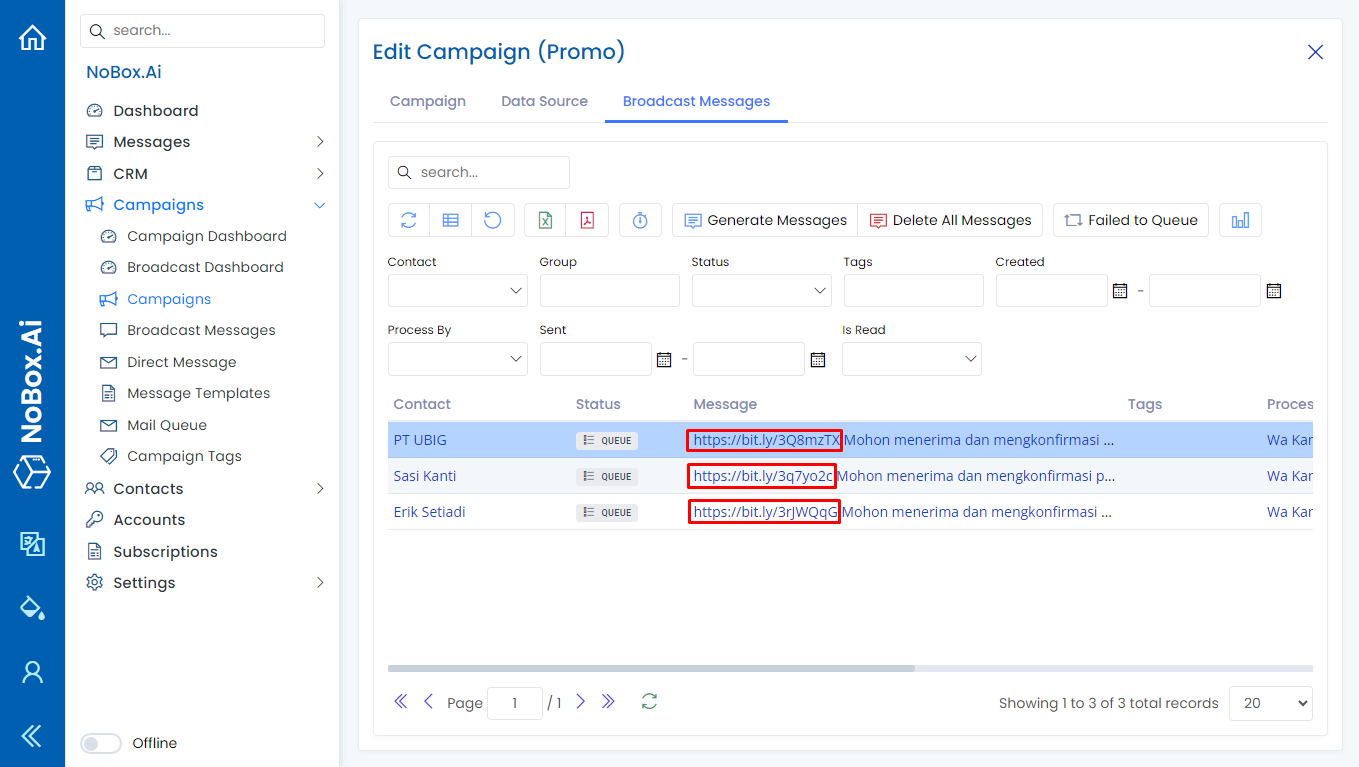 search...
NoBox.Ai
Dashboard
Messages
CRM
Campaigns
Campaign Dashboard
Broadcast Dashboard
Campaigns
Broadcast Messages
Direct Message
Message Templates
Mail Queue
Campaign Tags
Contacts
Accounts
Subscriptions
Settings
Offline
NoBox.Ai
Edit Campaign (Promo)
Campaign Data Source Broadcast Messages
search...
Generate Messages Delete All Messages Failed to Queue
Contact Group Status Tags Created
-
Process By Sent Is Read
-
Contact Status Message Tags Proces
PT UBIG QUEUE https://bit.ly/3Q8mzTX Mohon menerima dan mengkonfirmasi ... Wa Kar
Sasi Kanti QUEUE https://bit.ly/3q7yo2c Mohon menerima dan mengkonfirmasi p... Wa Kar
Erik Setiadi QUEUE https://bit.ly/3rJWQqG Mohon menerima dan mengkonfirmasi ... Wa Kar
Page 1 / 1 Showing 1 to 3 of 3 total records 20